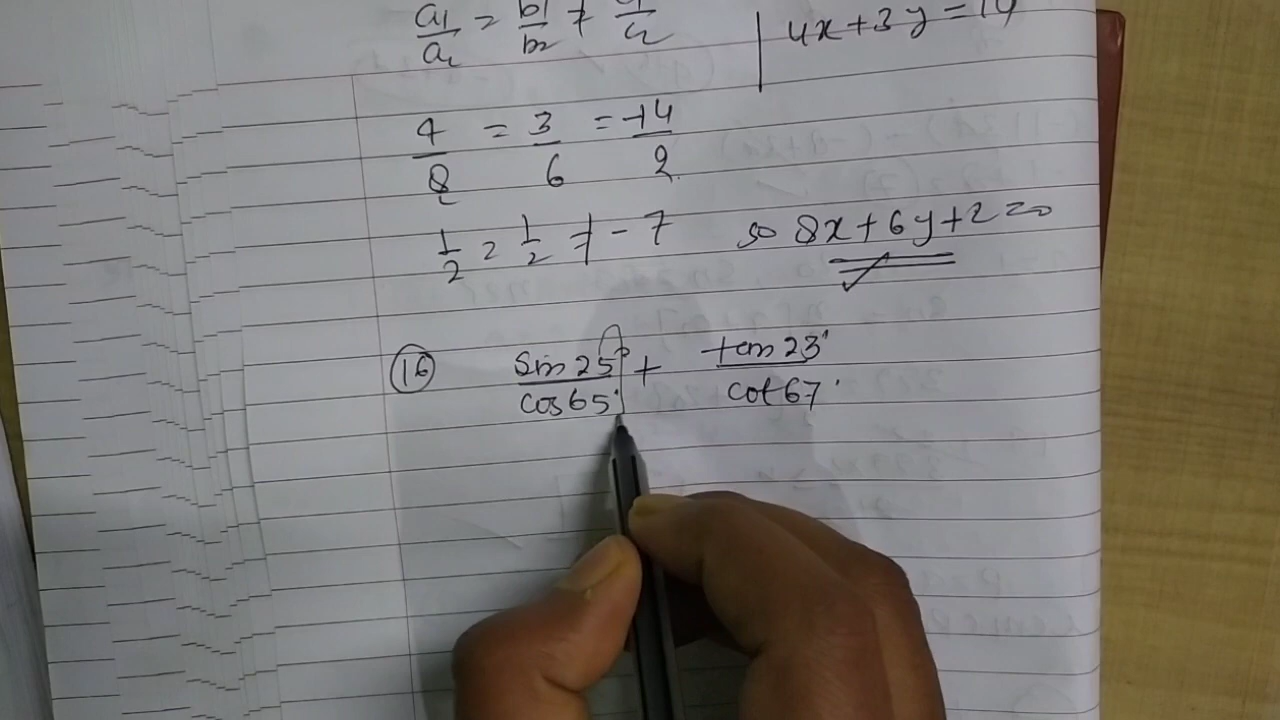 a1/a2 = b1/b2 ≠ c1/c2
4x+3y=14
4/8 = 3/6 = -14/2
1/2 = 1/2 ≠ -7 so 8x+6y+2=0
(16) sin25°/cos65° + tan23°/cot67°